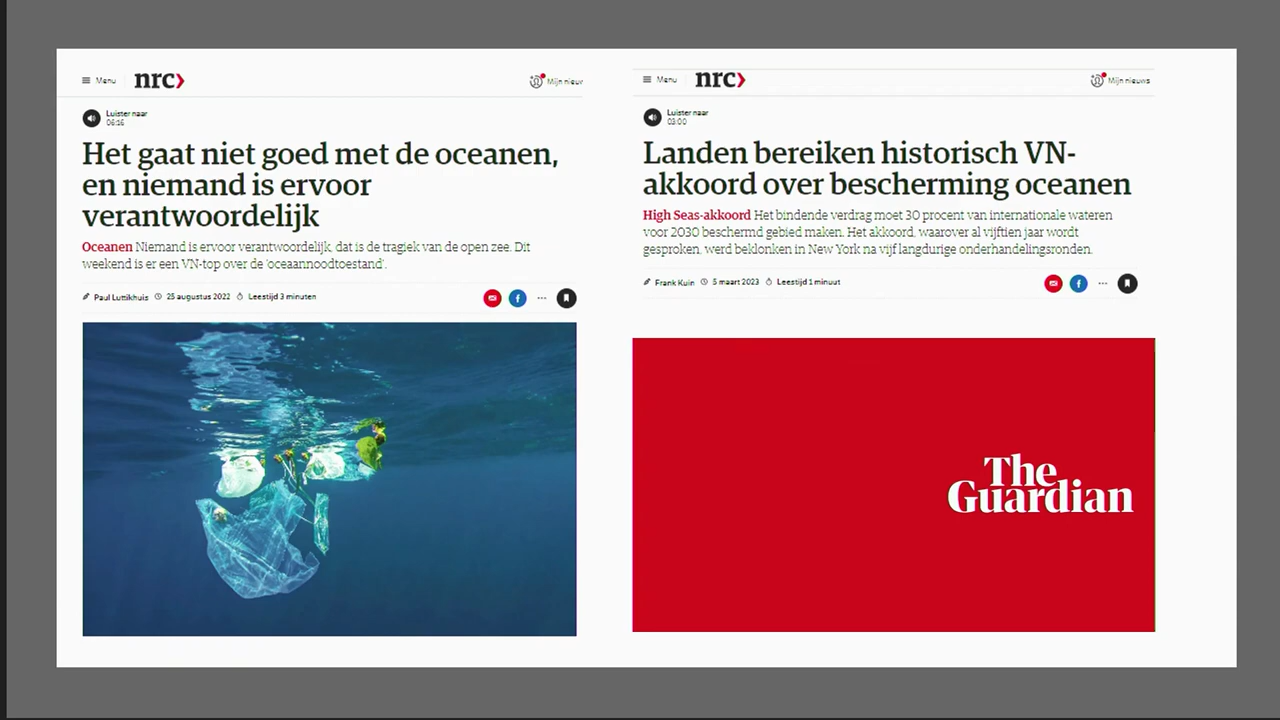 Menu nrc
Mijn nieuw
Luister naar
06:16
Het gaat niet goed met de oceanen,
en niemand is ervoor
verantwoordelijk
Oceanen Niemand is ervoor verantwoordelijk, dat is de tragiek van de open zee. Dit
weekend is er een VN-top over de 'oceaannoodtoestand'.
Paul Luttikhuis 25 augustus 2022 Leestijd 3 minuten
Menu nrc
Mijn nieuws
Luister naar
03:00
Landen bereiken historisch VN-
akkoord over bescherming oceanen
High Seas-akkoord Het bindende verdrag moet 30 procent van internationale wateren
voor 2030 beschermd gebied maken. Het akkoord, waarover al vijftien jaar wordt
gesproken, werd beklonken in New York na vijf langdurige onderhandelingsronden.
Frank Kuin 5 maart 2023 Leestijd 1 minuut
The
Guardian